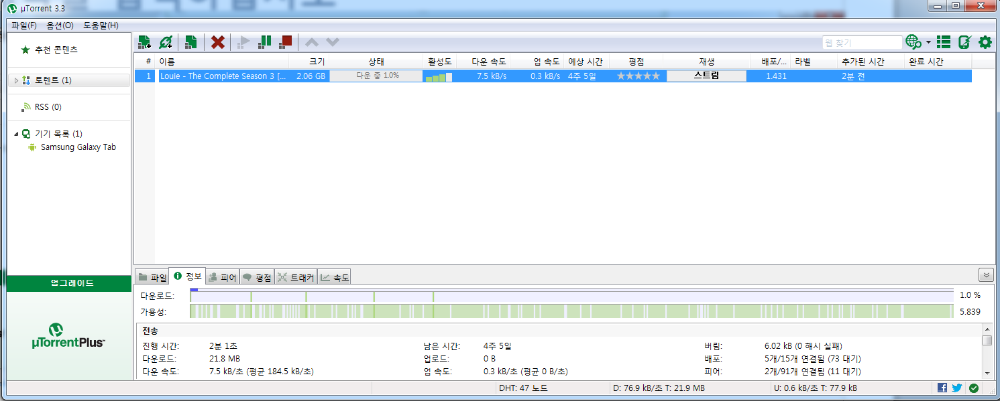 µTorrent 3.3
파일(F) 옵션(O) 도움말(H)
추천 콘텐츠
토렌트 (1)
RSS (0)
기기 목록 (1)
Samsung Galaxy Tab
업그레이드
µTorrentPlus™
웹 찾기
# 이름 크기 상태 활성도 다운 속도 업 속도 예상 시간 평점 재생 배포/... 라벨 추가된 시간 완료 시간
1 Louie - The Complete Season 3 [... 2.06 GB 다운 중 1.0% 7.5 kB/s 0.3 kB/s 4주 5일 스트림 1.431 2분 전
파일 정보 피어 평점 트래커 속도
다운로드: 1.0 %
가용성: 5.839
전송
진행 시간: 2분 1초 남은 시간: 4주 5일 버림: 6.02 kB (0 해시 실패)
다운로드: 21.8 MB 업로드: 0 B 배포: 5개/15개 연결됨 (73 대기)
다운 속도: 7.5 kB/초 (평균 184.5 kB/초) 업 속도: 0.3 kB/초 (평균 0 B/초) 피어: 2개/91개 연결됨 (11 대기)
DHT: 47 노드 D: 76.9 kB/초 T: 21.9 MB U: 0.6 kB/초 T: 77.9 kB